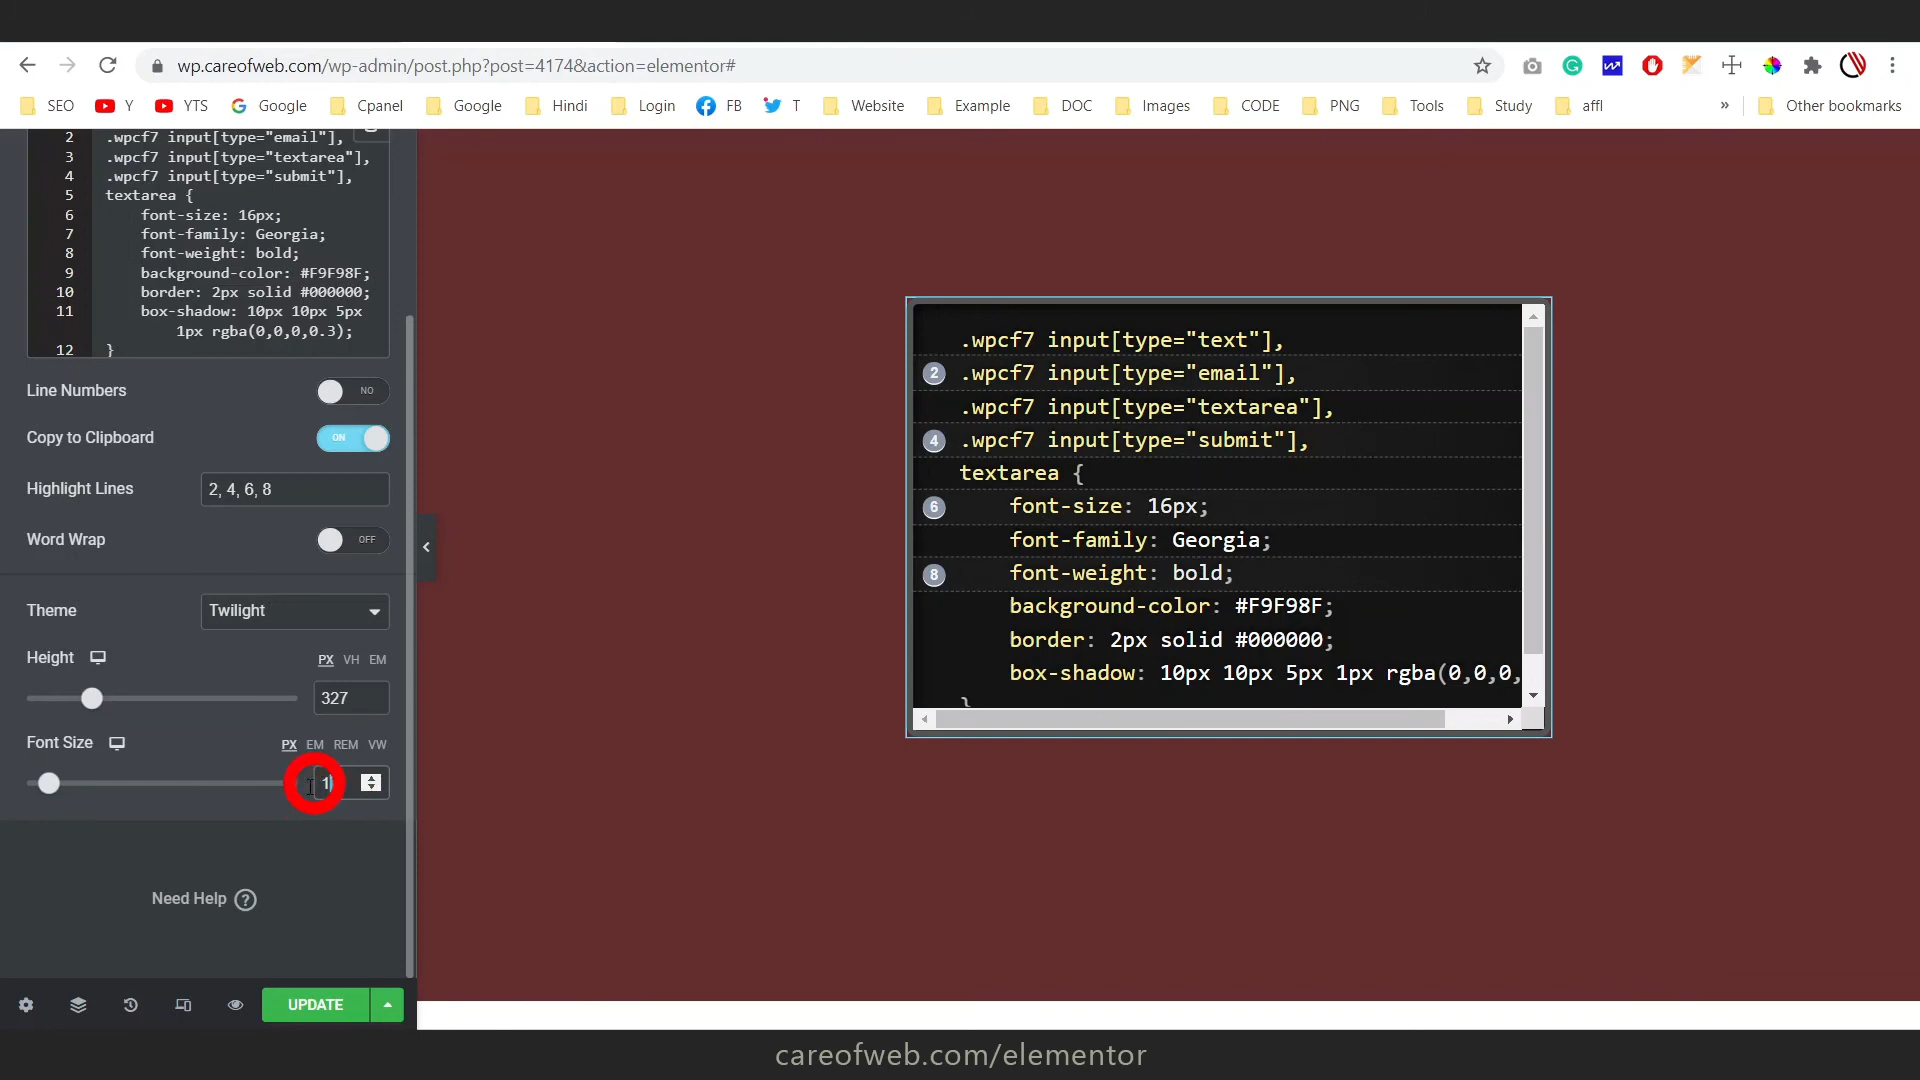 wp.careofweb.com/wp-admin/post.php?post=4174&action=elementor#
SEO Y YTS Google Cpanel Google Hindi Login FB T Website Example DOC Images CODE PNG Tools Study affl » Other bookmarks
2 .wpcf7 input[type="email"],
3 .wpcf7 input[type="textarea"],
4 .wpcf7 input[type="submit"],
5 textarea {
6 font-size: 16px;
7 font-family: Georgia;
8 font-weight: bold;
9 background-color: #F9F98F;
10 border: 2px solid #000000;
11 box-shadow: 10px 10px 5px
1px rgba(0,0,0,0.3);
12 }
Line Numbers NO
Copy to Clipboard ON
Highlight Lines 2, 4, 6, 8
Word Wrap OFF
Theme Twilight
Height PX VH EM
327
Font Size PX EM REM VW
1
Need Help ?
UPDATE
.wpcf7 input[type="text"],
2 .wpcf7 input[type="email"],
.wpcf7 input[type="textarea"],
4 .wpcf7 input[type="submit"],
textarea {
6 font-size: 16px;
font-family: Georgia;
8 font-weight: bold;
background-color: #F9F98F;
border: 2px solid #000000;
box-shadow: 10px 10px 5px 1px rgba(0,0,0,
}
careofweb.com/elementor